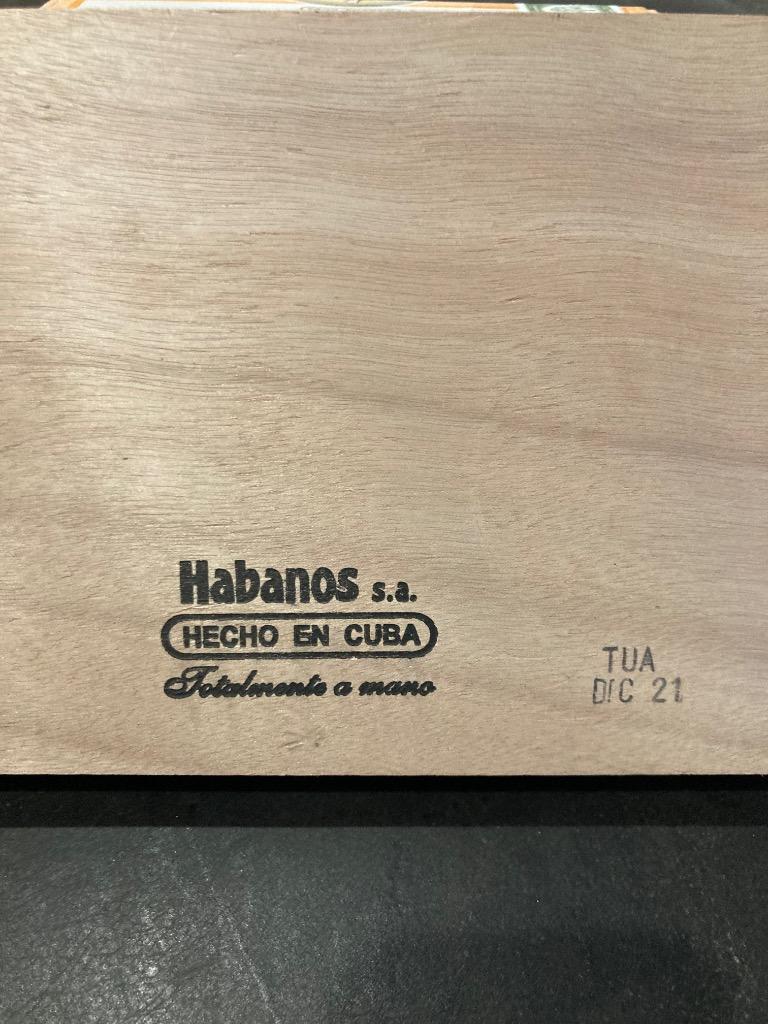 Habanos s.a.
HECHO EN CUBA
Totalmente a mano
TUA
DIC 21